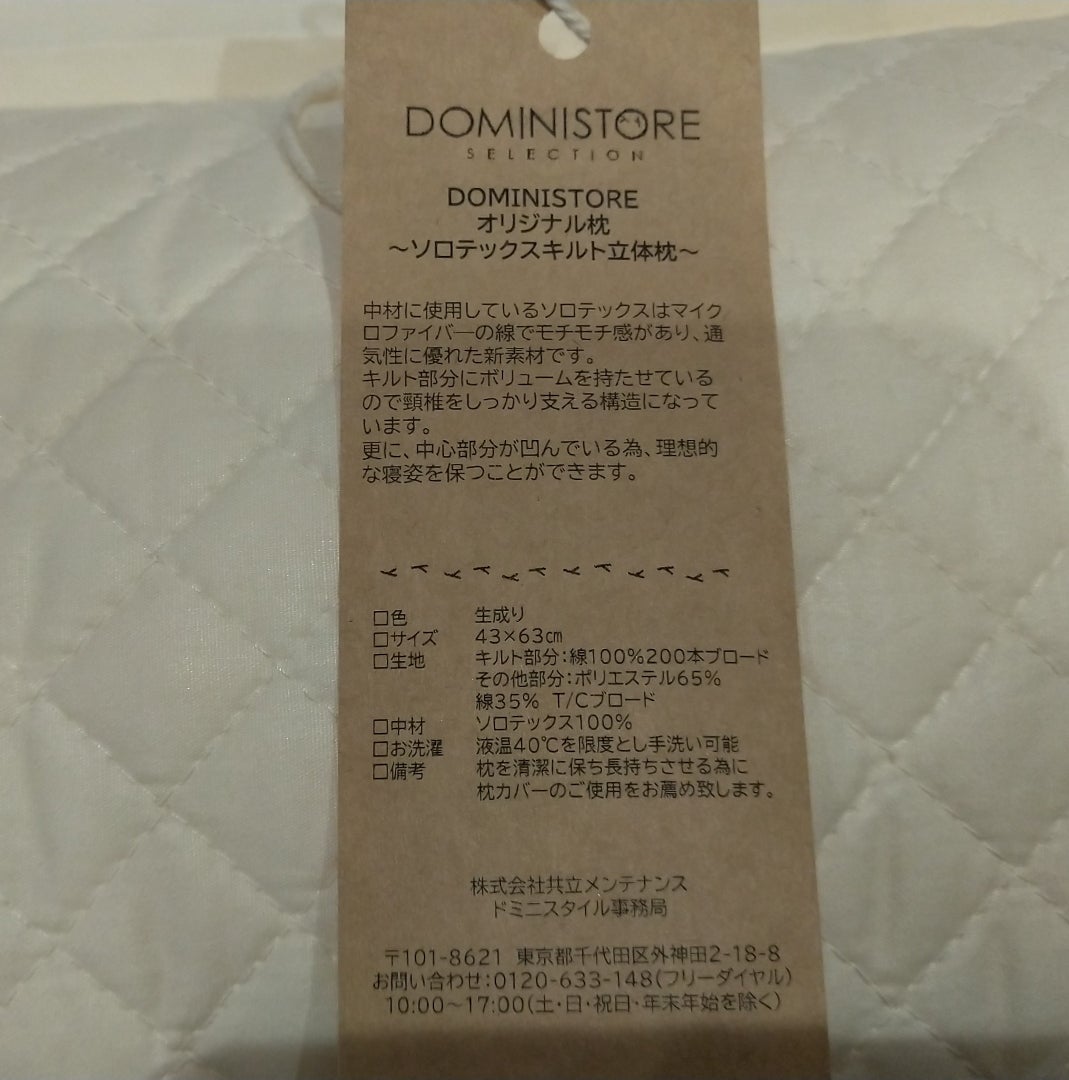 DOMINISTORE
SELECTION
DOMINISTORE
オリジナル枕
～ソロテックスキルト立体枕～
中材に使用しているソロテックスはマイク
ロファイバーの線でモチモチ感があり、通
気性に優れた新素材です。
キルト部分にボリュームを持たせている
ので頸椎をしっかり支える構造になって
います。
更に、中心部分が凹んでいる為、理想的
な寝姿を保つことができます。
□色 生成り
□サイズ 43×63㎝
□生地 キルト部分：線100%200本ブロード
その他部分：ポリエステル65%
線35% T/Cブロード
□中材 ソロテックス100%
□お洗濯 液温40℃を限度とし手洗い可能
□備考 枕を清潔に保ち長持ちさせる為に
枕カバーのご使用をお薦め致します。
株式会社共立メンテナンス
ドミニスタイル事務局
〒101-8621 東京都千代田区外神田2-18-8
お問い合わせ：0120-633-148(フリーダイヤル)
10:00～17:00(土・日・祝日・年末年始を除く)